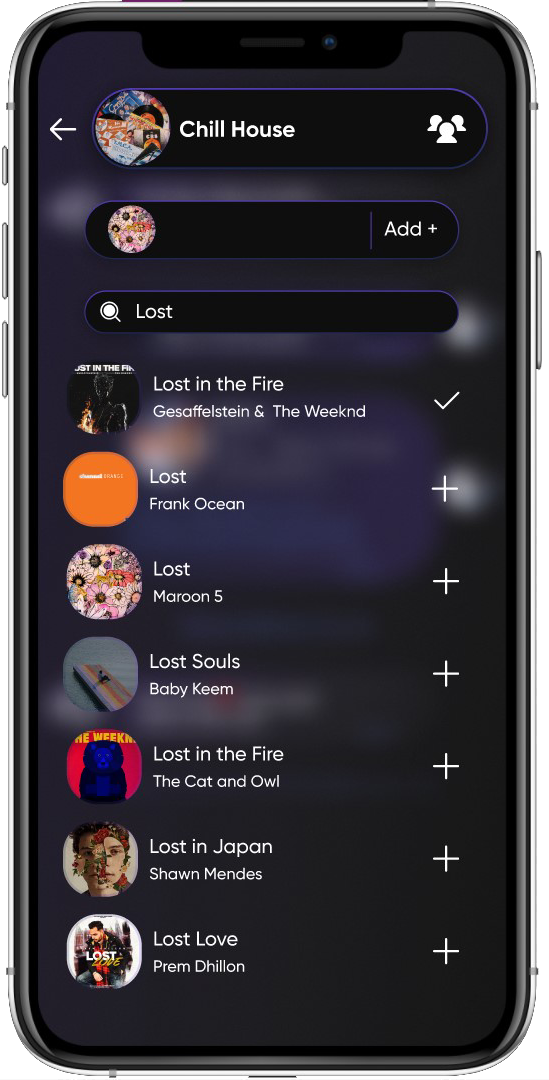 Chill House
Add +
Lost
LOST IN THE FIRE
Lost in the Fire
Gesaffelstein & The Weeknd
channel ORANGE
Lost
Frank Ocean
Lost
Maroon 5
Lost Souls
Baby Keem
THE WEEKN
Lost in the Fire
The Cat and Owl
Lost in Japan
Shawn Mendes
LOST
LOVE
Lost Love
Prem Dhillon